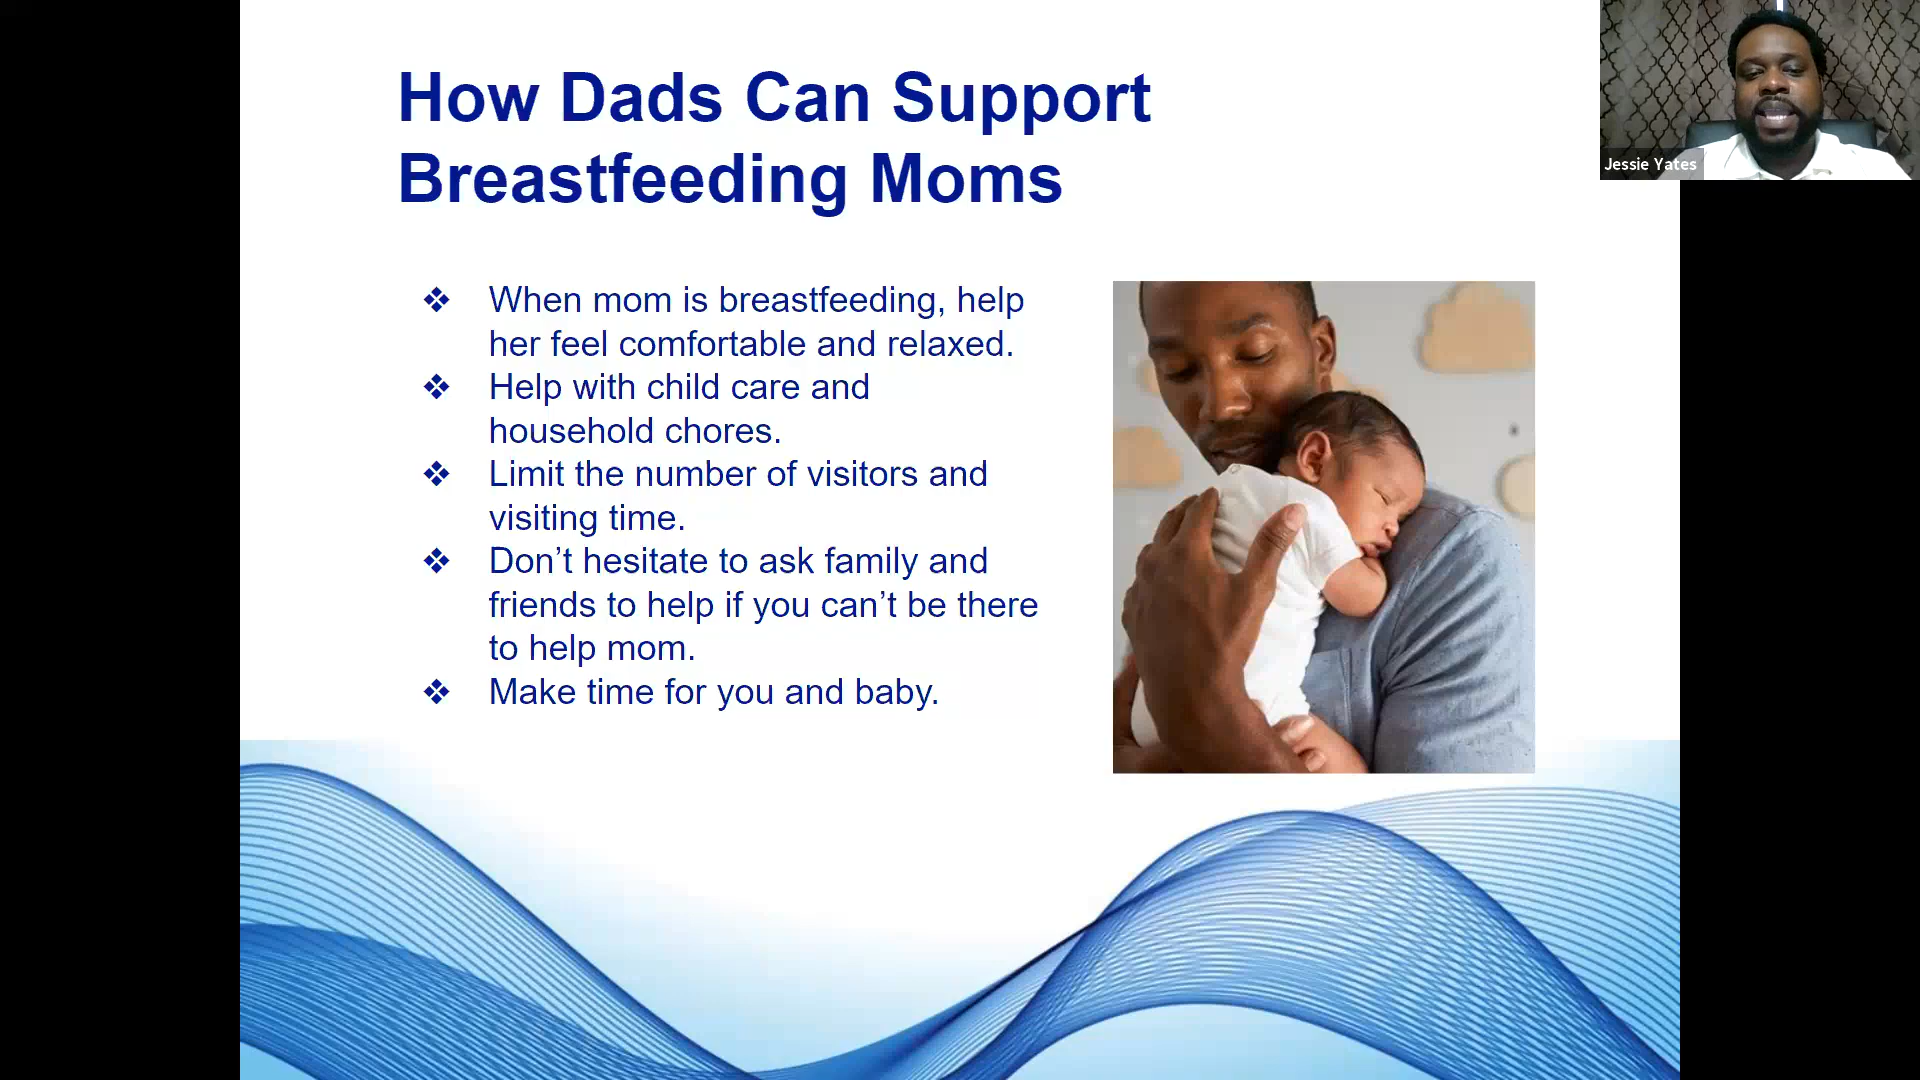 How Dads Can Support
Breastfeeding Moms
Jessie Yates
❖ When mom is breastfeeding, help
her feel comfortable and relaxed.
❖ Help with child care and
household chores.
❖ Limit the number of visitors and
visiting time.
❖ Don’t hesitate to ask family and
friends to help if you can’t be there
to help mom.
❖ Make time for you and baby.